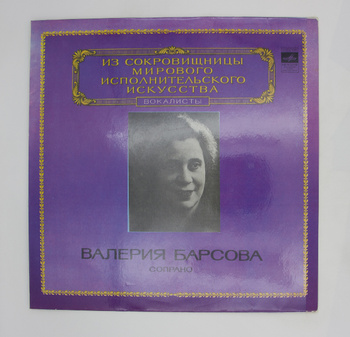 ИЗ СОКРОВИЩНИЦЫ
МИРОВОГО
ИСПОЛНИТЕЛЬСКОГО
ИСКУССТВА
ВОКАЛИСТЫ
ВАЛЕРИЯ БАРСОВА
СОПРАНО